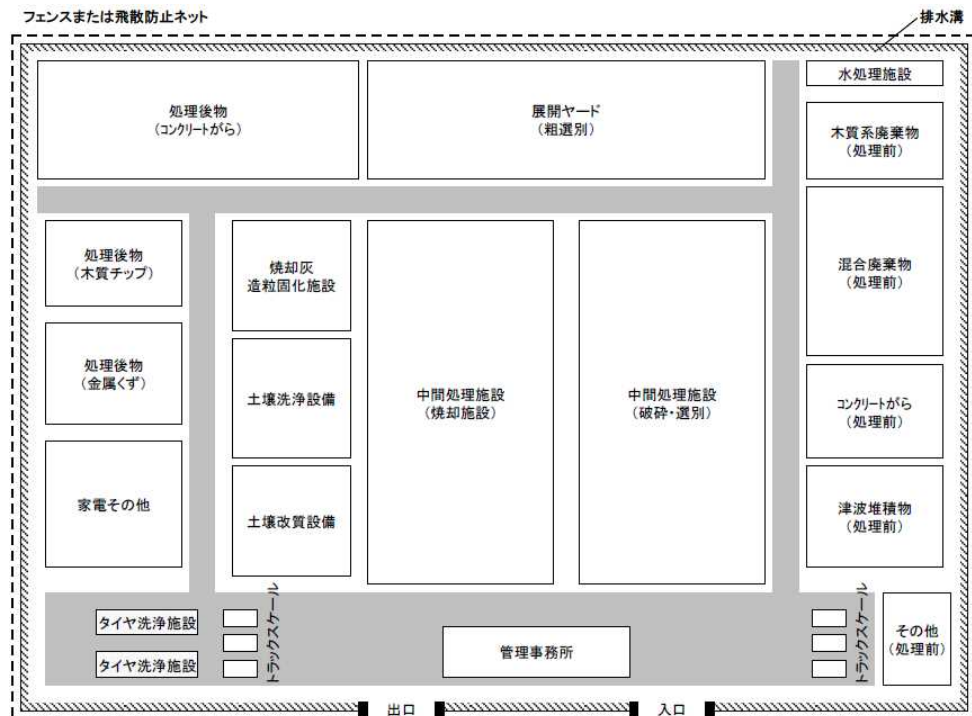 フェンスまたは飛散防止ネット
排水溝
処理後物
(コンクリートがら)
展開ヤード
(粗選別)
水処理施設
木質系廃棄物
(処理前)
処理後物
(木質チップ)
焼却灰
造粒固化施設
混合廃棄物
(処理前)
処理後物
(金属くず)
土壌洗浄設備
中間処理施設
(焼却施設)
中間処理施設
(破砕・選別)
コンクリートがら
(処理前)
家電その他
土壌改質設備
津波堆積物
(処理前)
タイヤ洗浄施設
タイヤ洗浄施設
トラックスケール
管理事務所
トラックスケール
その他
(処理前)
出口
入口